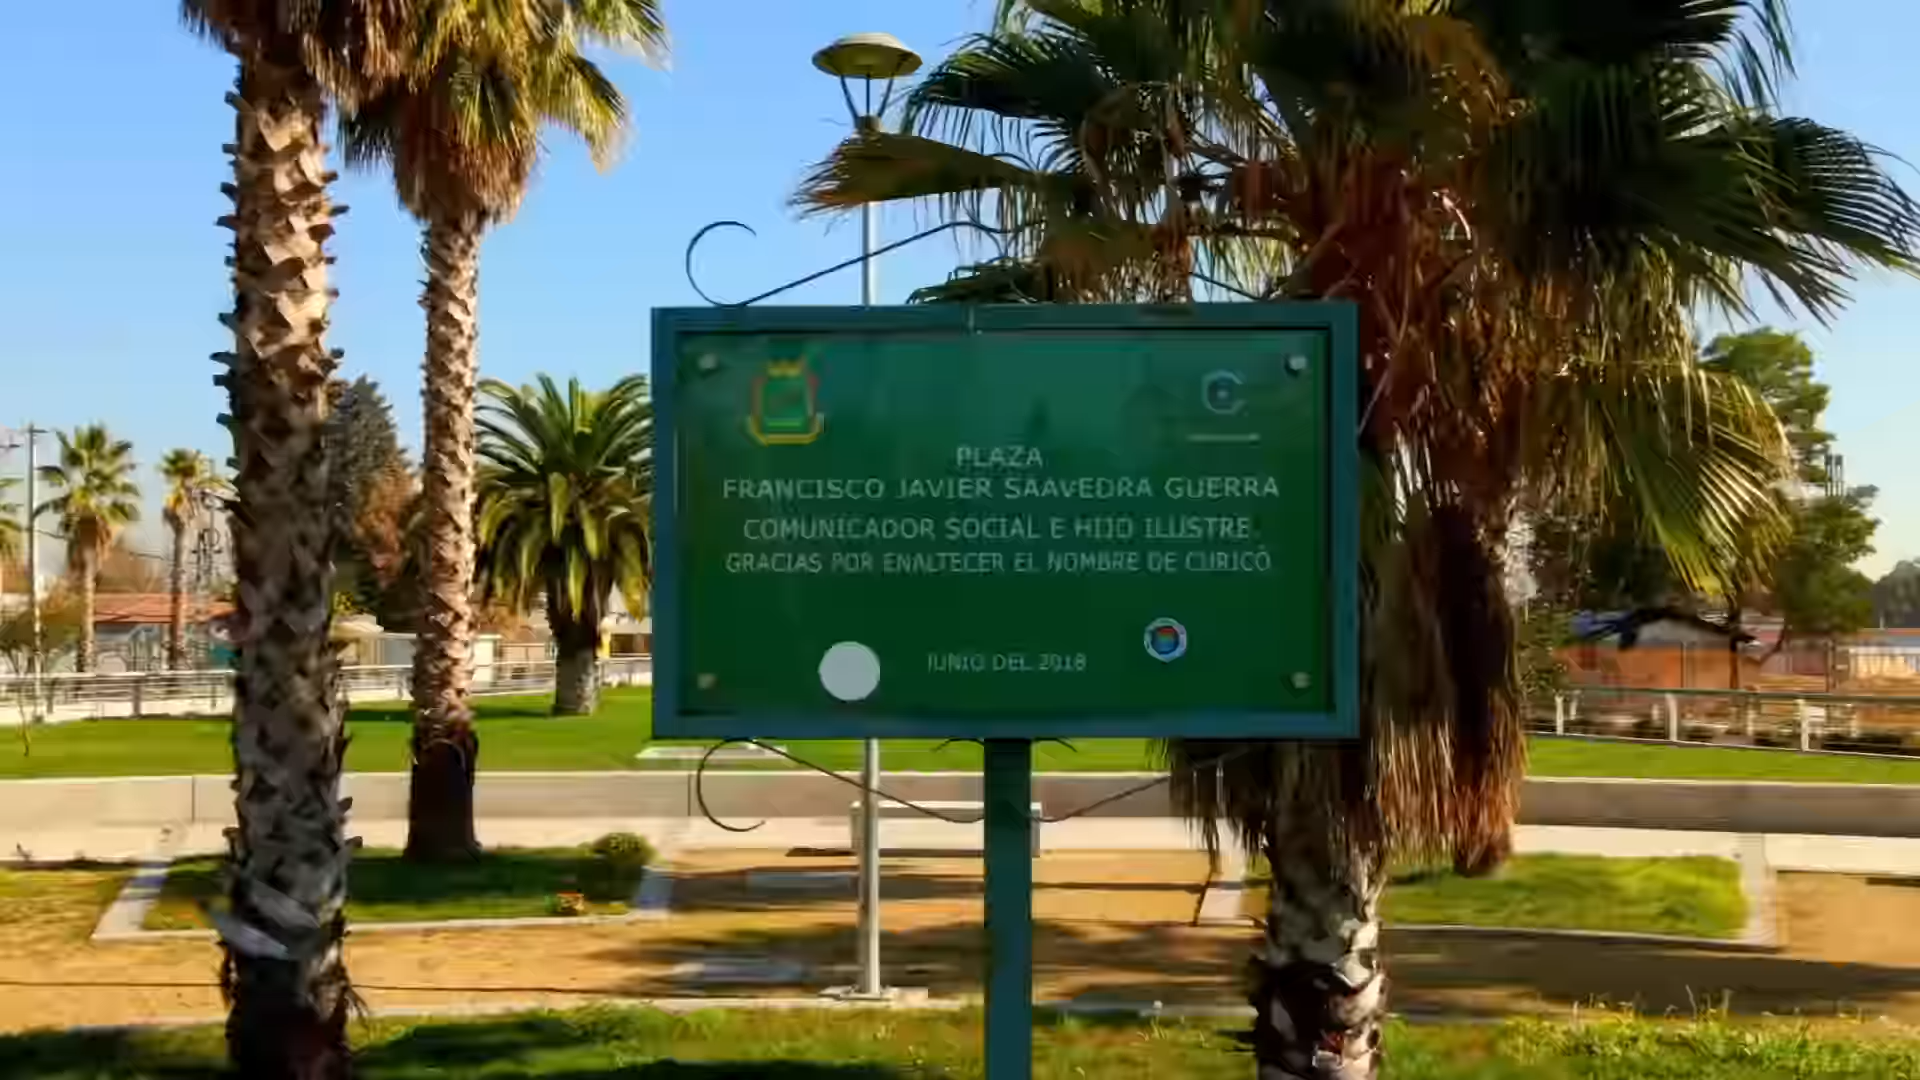 PLAZA
FRANCISCO JAVIER SAAVEDRA GUERRA
COMUNICADOR SOCIAL E HIJO ILUSTRE.
GRACIAS POR ENALTECER EL NOMBRE DE CURICÓ
JUNIO DEL 2018